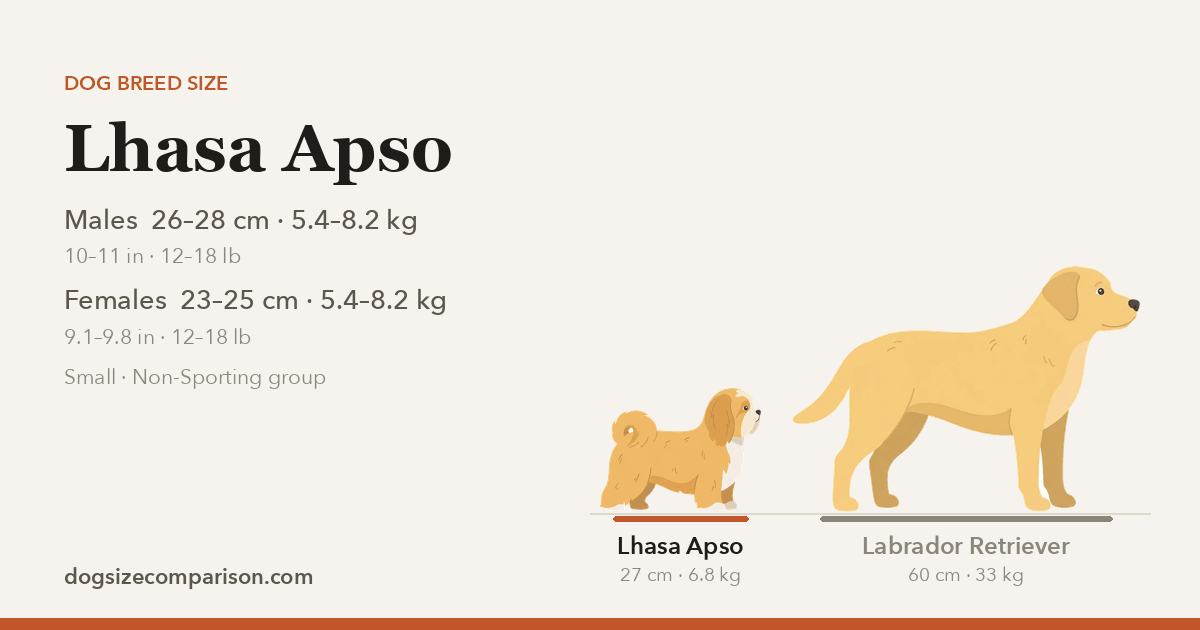 DOG BREED SIZE
Lhasa Apso
Males 26–28 cm · 5.4–8.2 kg
10–11 in · 12–18 lb
Females 23–25 cm · 5.4–8.2 kg
9.1–9.8 in · 12–18 lb
Small · Non-Sporting group
Lhasa Apso
27 cm · 6.8 kg
Labrador Retriever
60 cm · 33 kg
dogsizecomparison.com